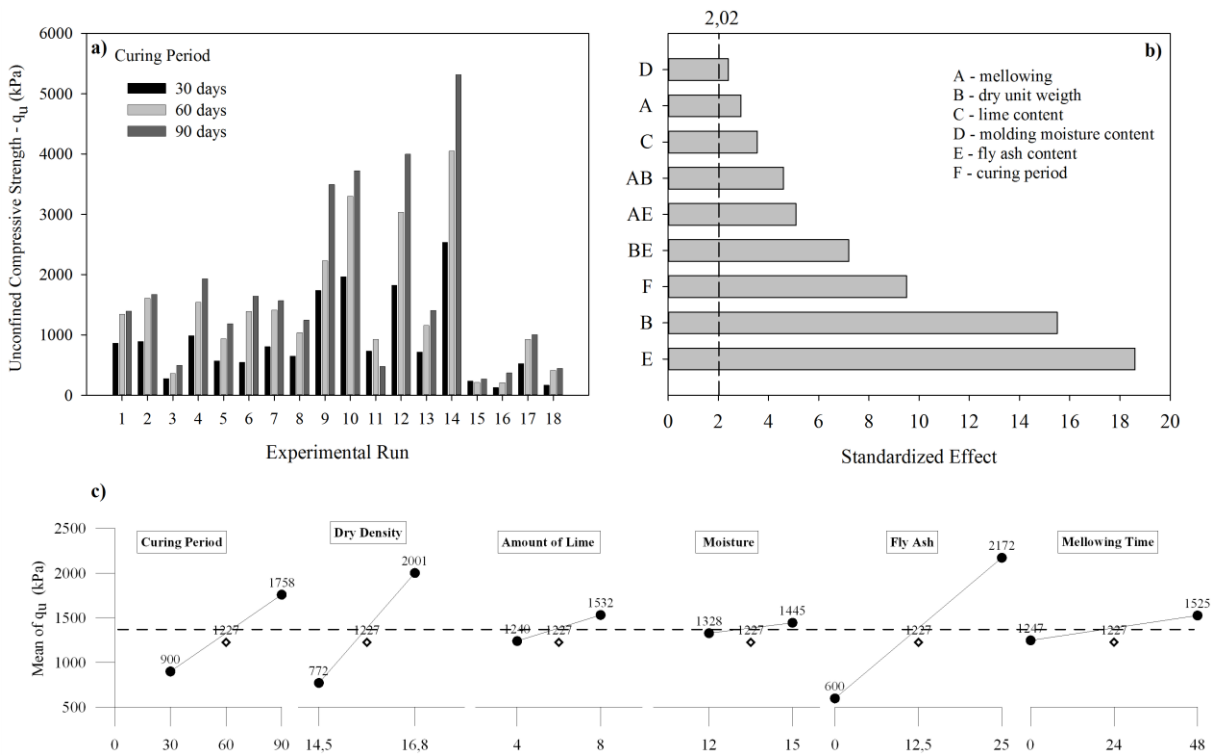 a)
Curing Period
30 days
60 days
90 days
Unconfined Compressive Strength - qu (kPa)
6000
5000
4000
3000
2000
1000
0
1 2 3 4 5 6 7 8 9 10 11 12 13 14 15 16 17 18
Experimental Run
2,02
b)
D
A
C
AB
AE
BE
F
B
E
A - mellowing
B - dry unit weigth
C - lime content
D - molding moisture content
E - fly ash content
F - curing period
0 2 4 6 8 10 12 14 16 18 20
Standardized Effect
c)
Mean of qu (kPa)
2500
2000
1500
1000
500
Curing Period
Dry Density
Amount of Lime
Moisture
Fly Ash
Mellowing Time
900 1227 1758
772 1227 2001
1240 1227 1532
1328 1227 1445
600 1227 2172
1247 1227 1525
0 30 60 90
14,5 16,8
4 8
12 15
0 12,5 25
0 24 48